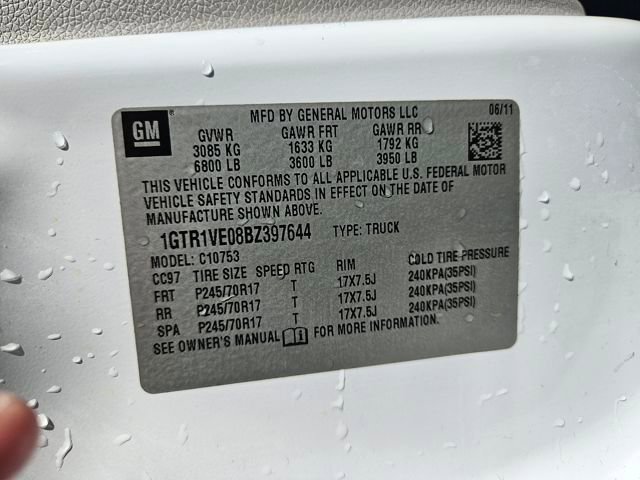 MFD BY GENERAL MOTORS LLC 06/11
GM®
GVWR GAWR FRT GAWR RR
3085 KG 1633 KG 1792 KG
6800 LB 3600 LB 3950 LB
THIS VEHICLE CONFORMS TO ALL APPLICABLE U.S. FEDERAL MOTOR
VEHICLE SAFETY STANDARDS IN EFFECT ON THE DATE OF
MANUFACTURE SHOWN ABOVE.
1GTR1VE08BZ397644 TYPE: TRUCK
MODEL: C10753
CC97 TIRE SIZE SPEED RTG RIM COLD TIRE PRESSURE
FRT P245/70R17 T 17X7.5J 240KPA(35PSI)
RR P245/70R17 T 17X7.5J 240KPA(35PSI)
SPA P245/70R17 T 17X7.5J 240KPA(35PSI)
SEE OWNER'S MANUAL FOR MORE INFORMATION.